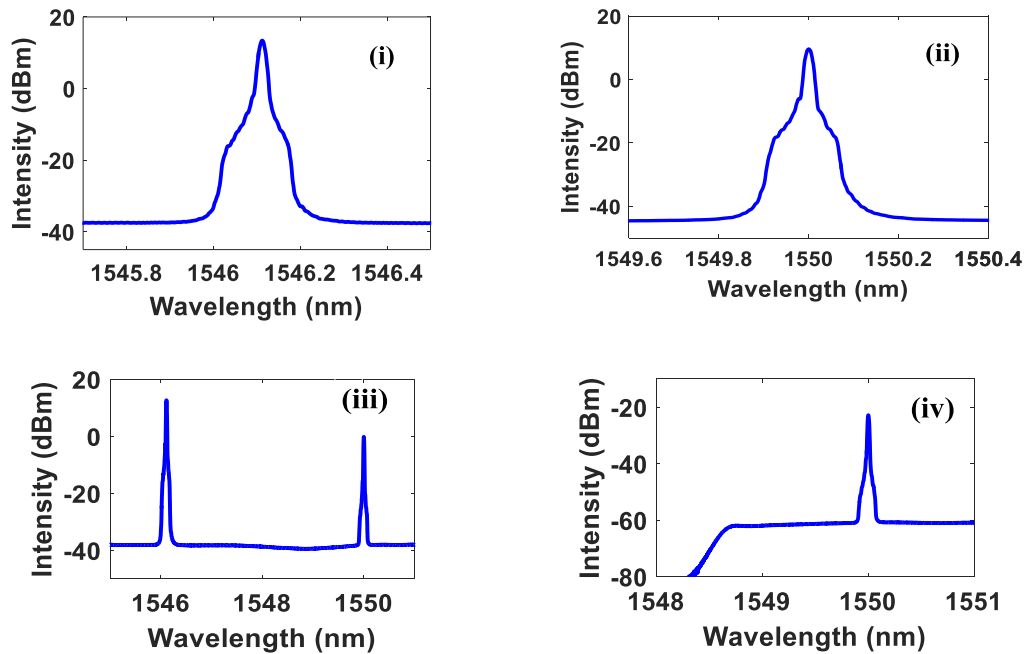 (i)
Intensity (dBm)
20
0
-20
-40
1545.8 1546 1546.2 1546.4
Wavelength (nm)
(ii)
Intensity (dBm)
20
0
-20
-40
1549.6 1549.8 1550 1550.2 1550.4
Wavelength (nm)
(iii)
Intensity (dBm)
20
0
-20
-40
1546 1548 1550
Wavelength (nm)
(iv)
Intensity (dBm)
-20
-40
-60
-80
1548 1549 1550 1551
Wavelength (nm)